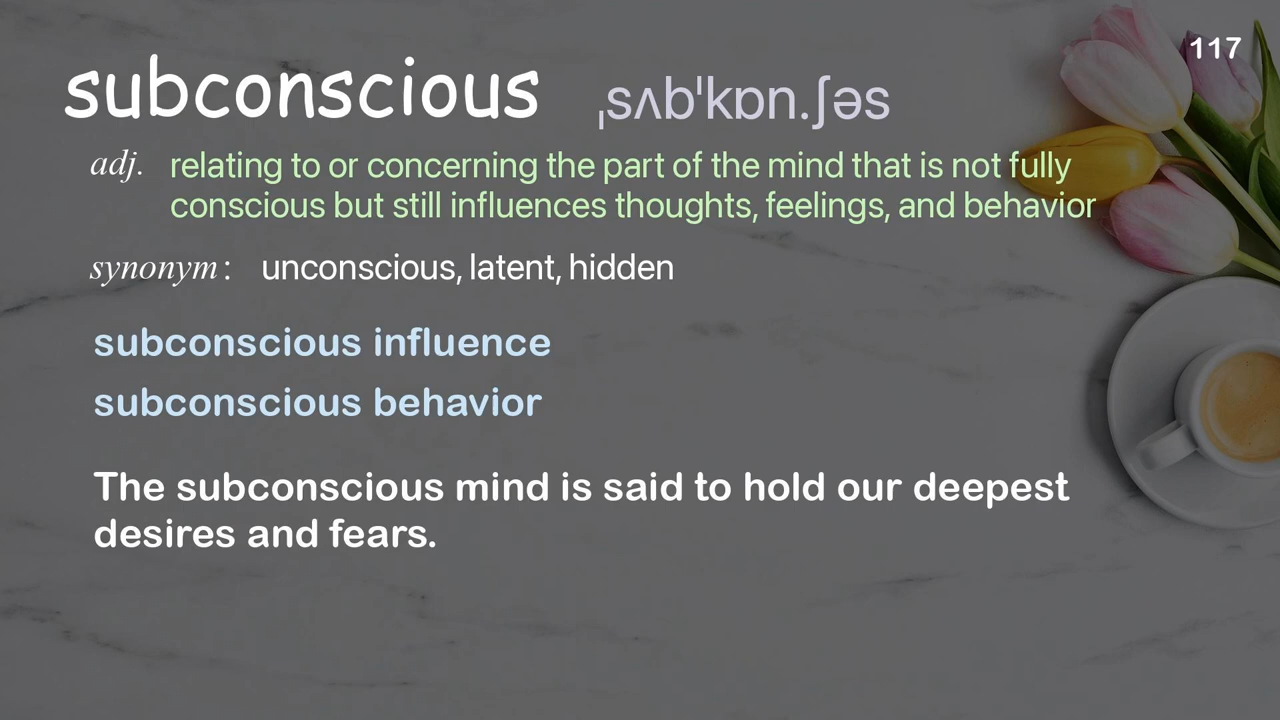 117
subconscious ˌsʌbˈkɒn.ʃəs
adj. relating to or concerning the part of the mind that is not fully
conscious but still influences thoughts, feelings, and behavior
synonym: unconscious, latent, hidden
subconscious influence
subconscious behavior
The subconscious mind is said to hold our deepest
desires and fears.